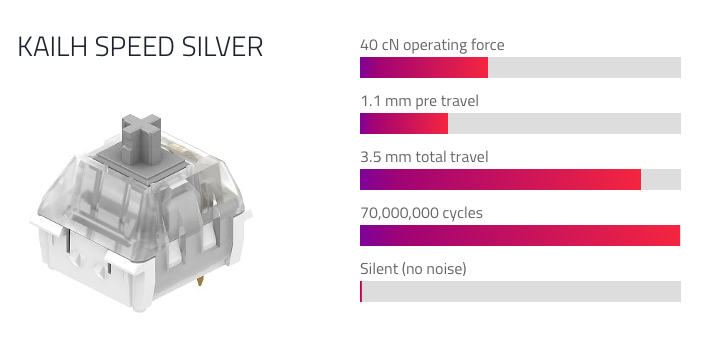 KAILH SPEED SILVER
40 cN operating force
1.1 mm pre travel
3.5 mm total travel
70,000,000 cycles
Silent (no noise)